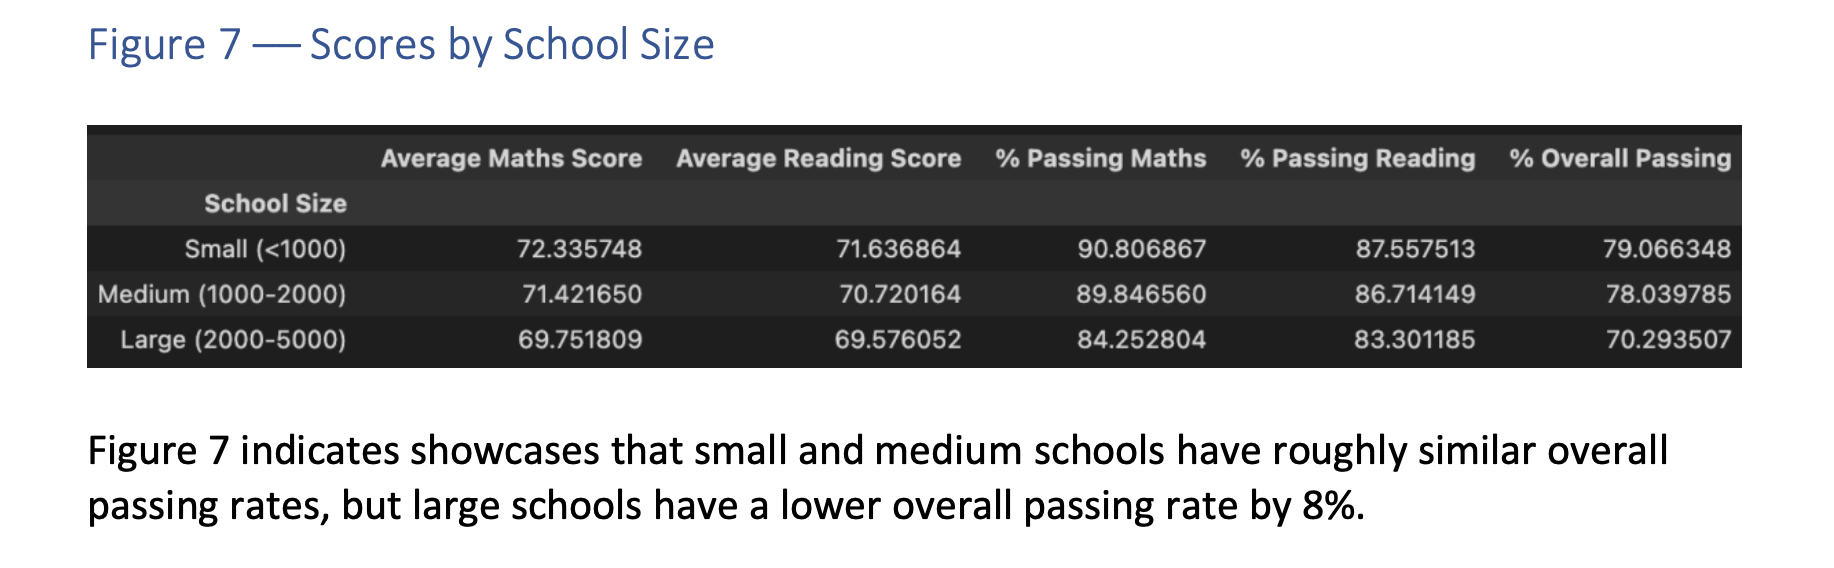 Figure 7 — Scores by School Size
Average Maths Score Average Reading Score % Passing Maths % Passing Reading % Overall Passing
School Size
Small (<1000) 72.335748 71.636864 90.806867 87.557513 79.066348
Medium (1000-2000) 71.421650 70.720164 89.846560 86.714149 78.039785
Large (2000-5000) 69.751809 69.576052 84.252804 83.301185 70.293507
Figure 7 indicates showcases that small and medium schools have roughly similar overall
passing rates, but large schools have a lower overall passing rate by 8%.